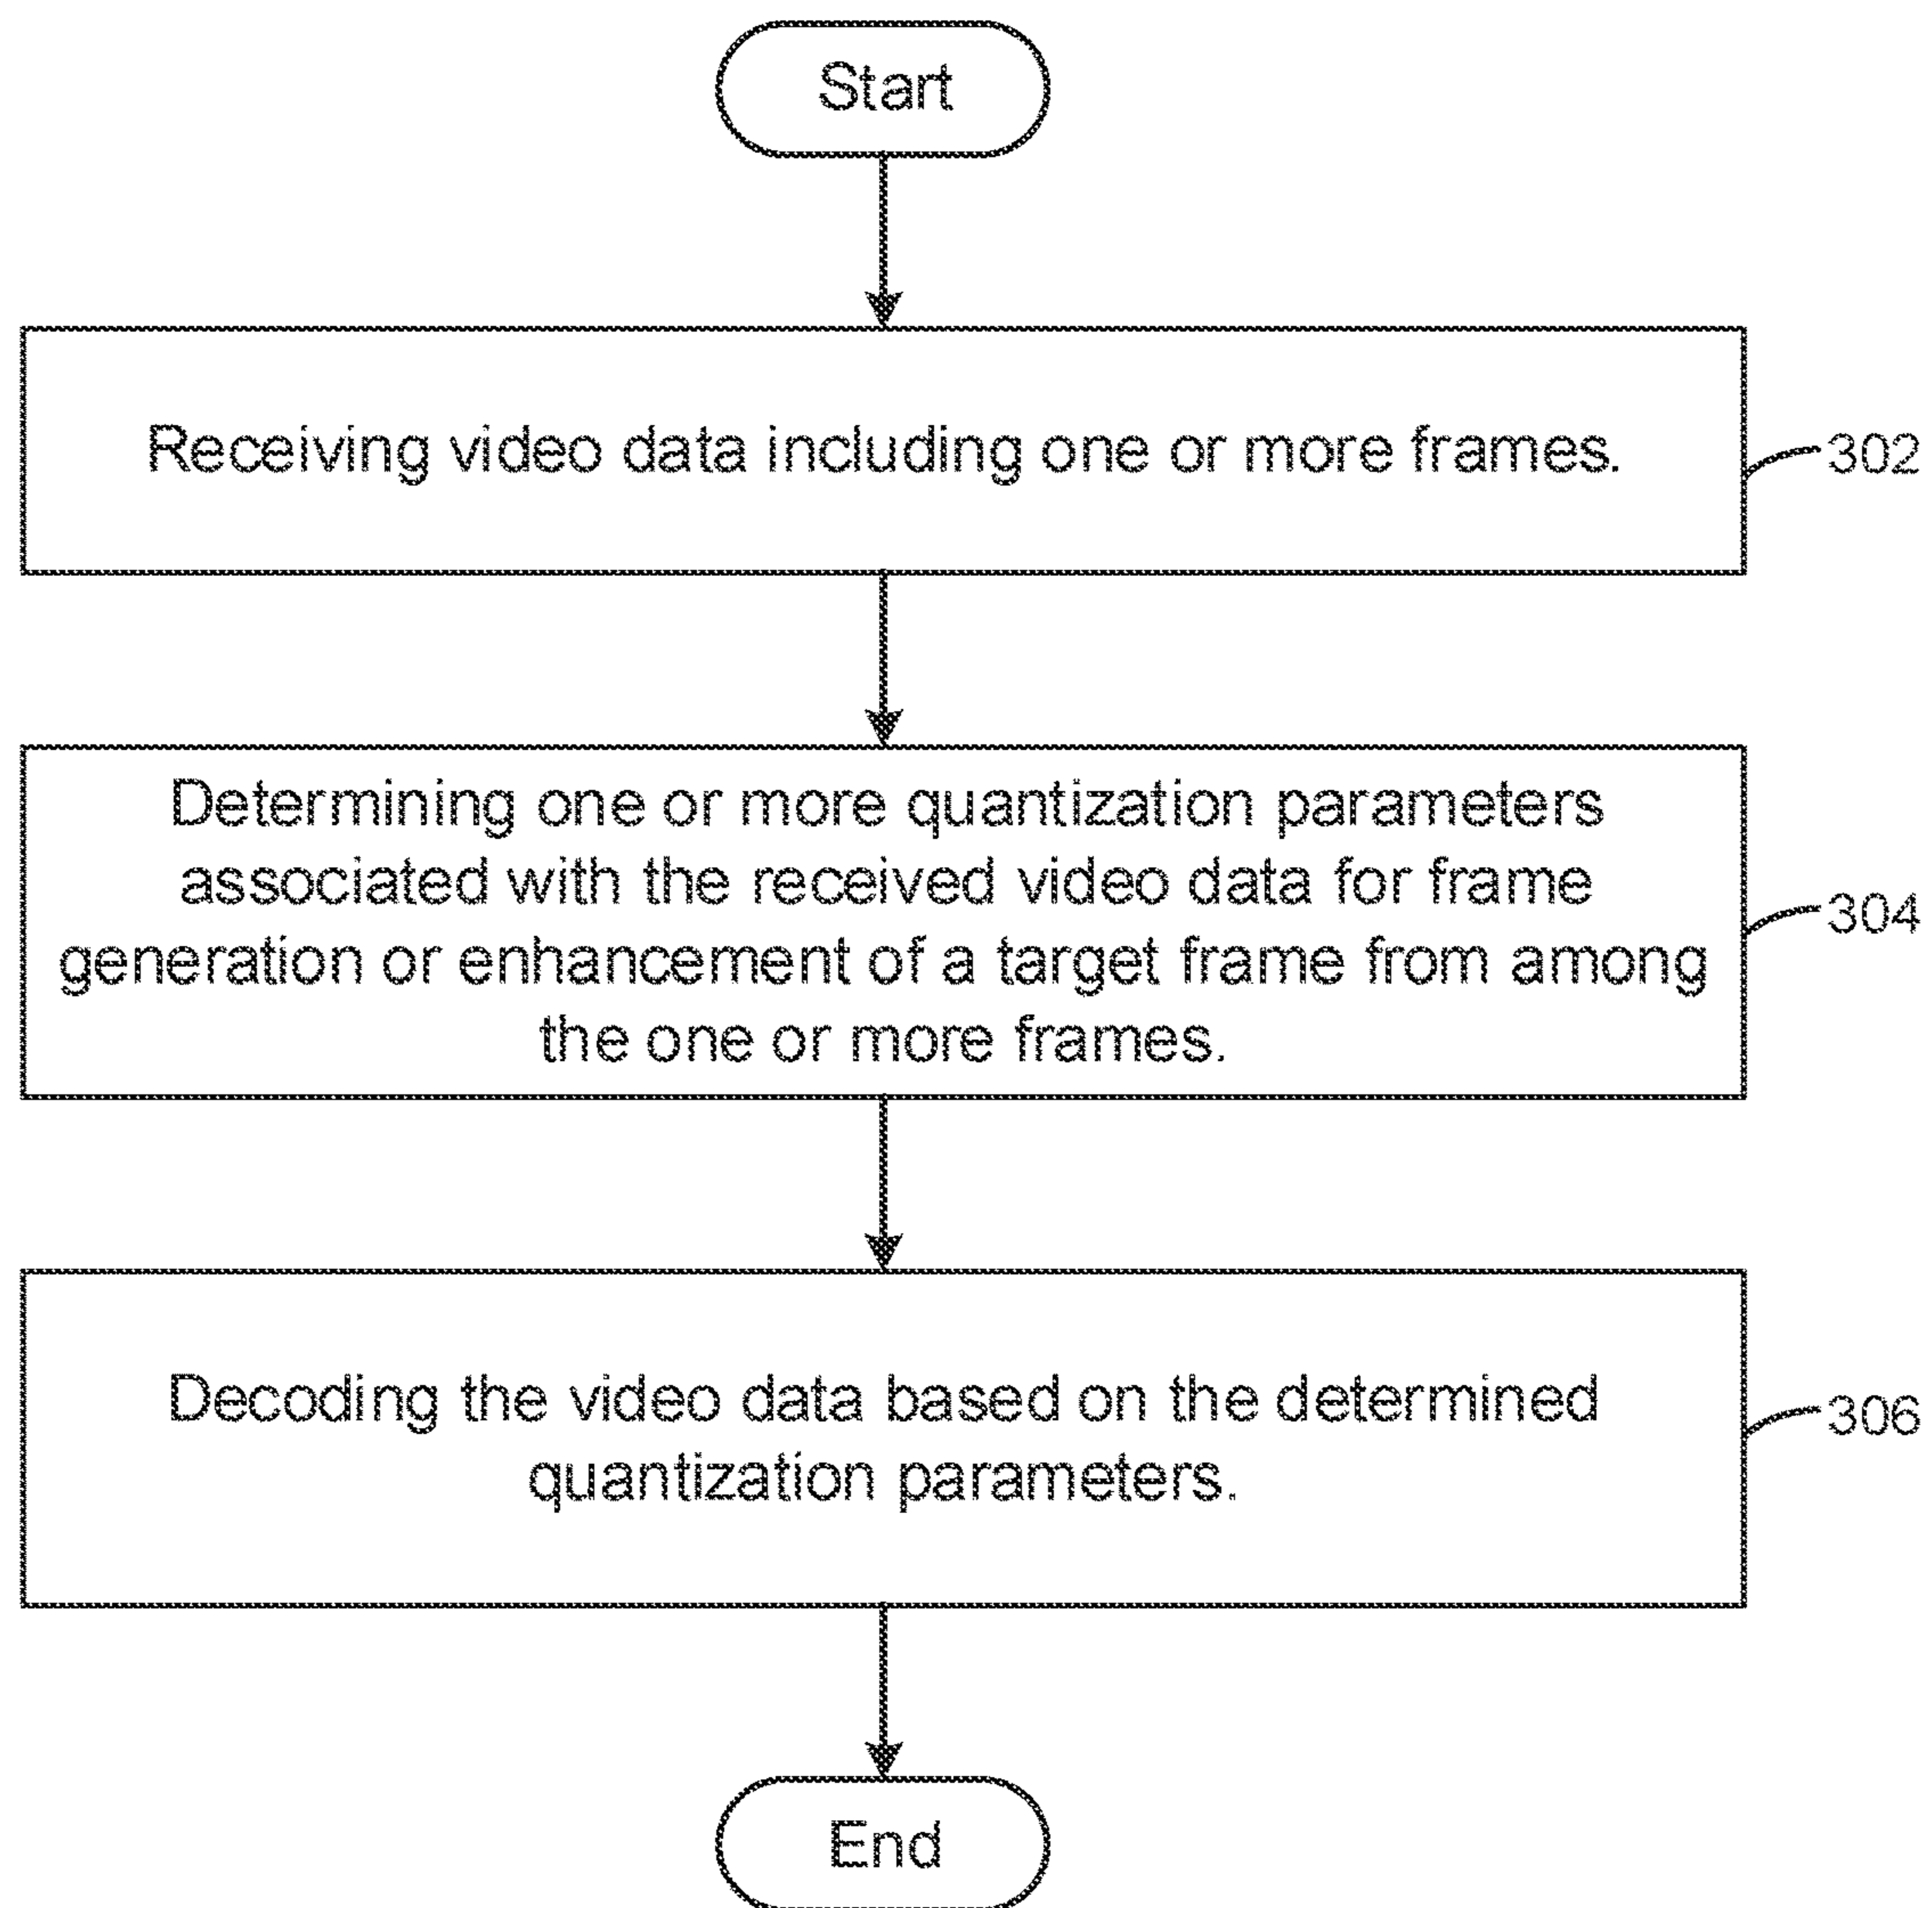 Start
Receiving video data including one or more frames.
302
Determining one or more quantization parameters
associated with the received video data for frame
generation or enhancement of a target frame from among
the one or more frames.
304
Decoding the video data based on the determined
quantization parameters.
306
End